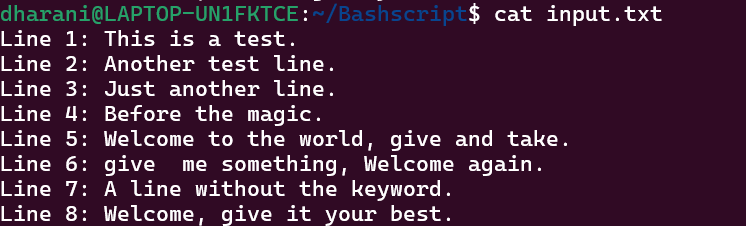 dharani@LAPTOP-UN1FKTCE:~/Bashscript$ cat input.txt
Line 1: This is a test.
Line 2: Another test line.
Line 3: Just another line.
Line 4: Before the magic.
Line 5: Welcome to the world, give and take.
Line 6: give  me something, Welcome again.
Line 7: A line without the keyword.
Line 8: Welcome, give it your best.